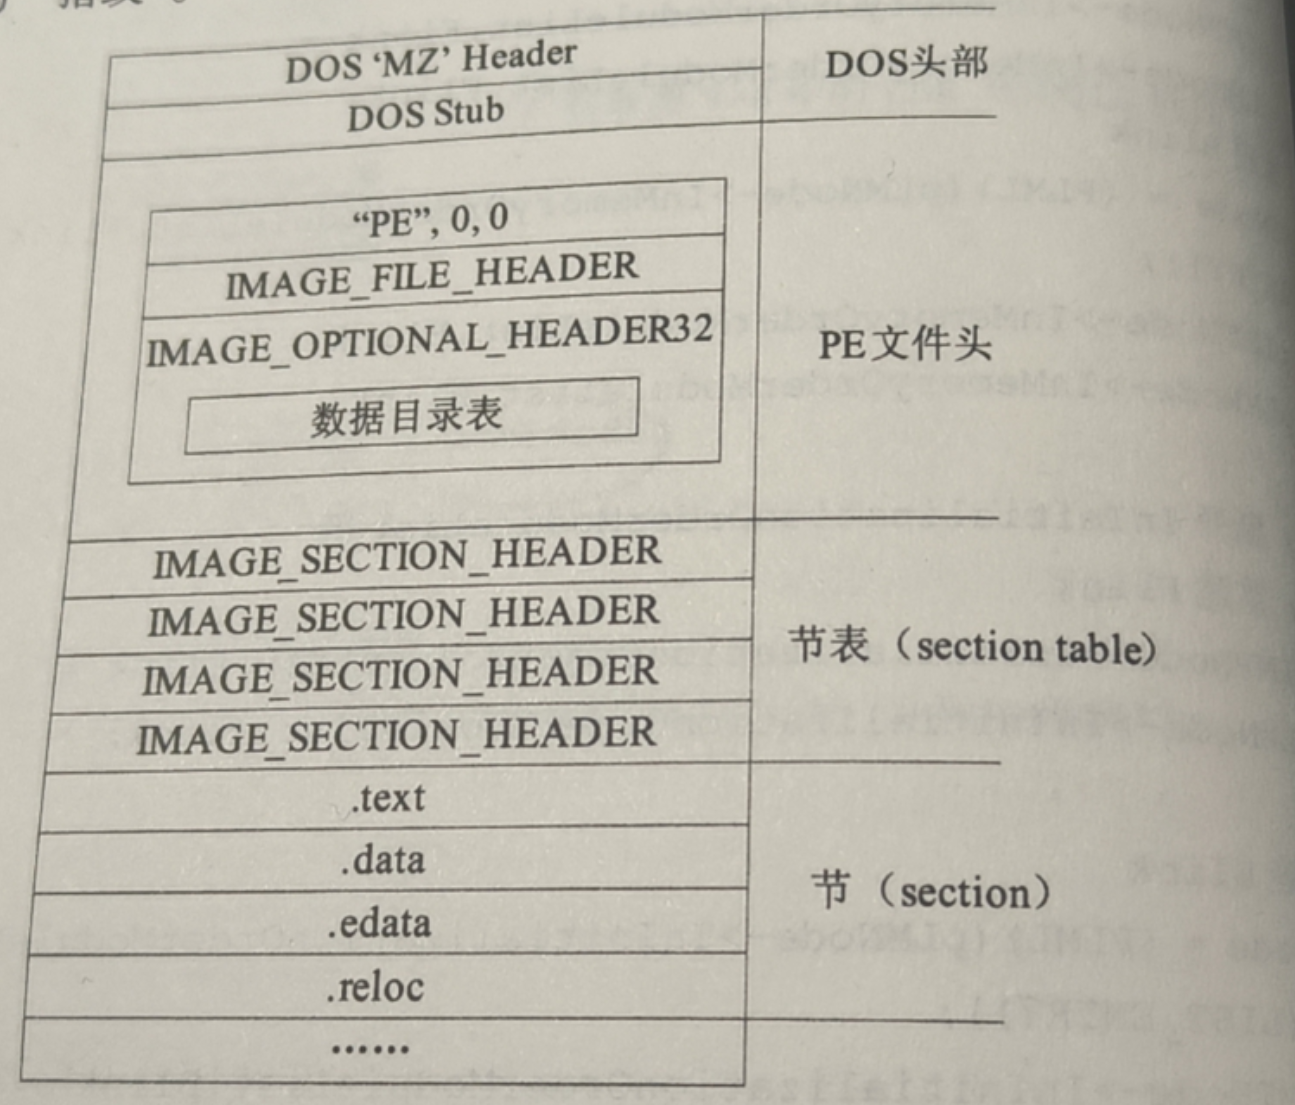 DOS ‘MZ’ Header
DOS头部
DOS Stub
“PE”, 0, 0
IMAGE_FILE_HEADER
IMAGE_OPTIONAL_HEADER32
PE文件头
数据目录表
IMAGE_SECTION_HEADER
IMAGE_SECTION_HEADER
节表（section table）
IMAGE_SECTION_HEADER
IMAGE_SECTION_HEADER
.text
.data
节（section）
.edata
.reloc
……